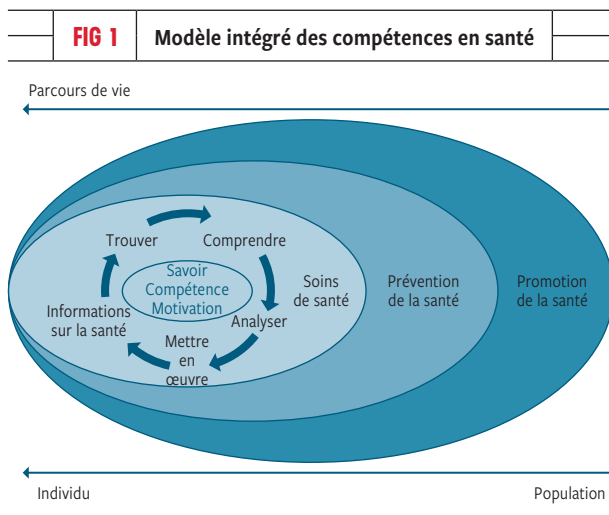 FIG 1 Modèle intégré des compétences en santé
Parcours de vie
Trouver
Comprendre
Savoir
Compétence
Motivation
Soins
de santé
Prévention
de la santé
Promotion
de la santé
Informations
sur la santé
Analyser
Mettre
en
œuvre
Individu
Population